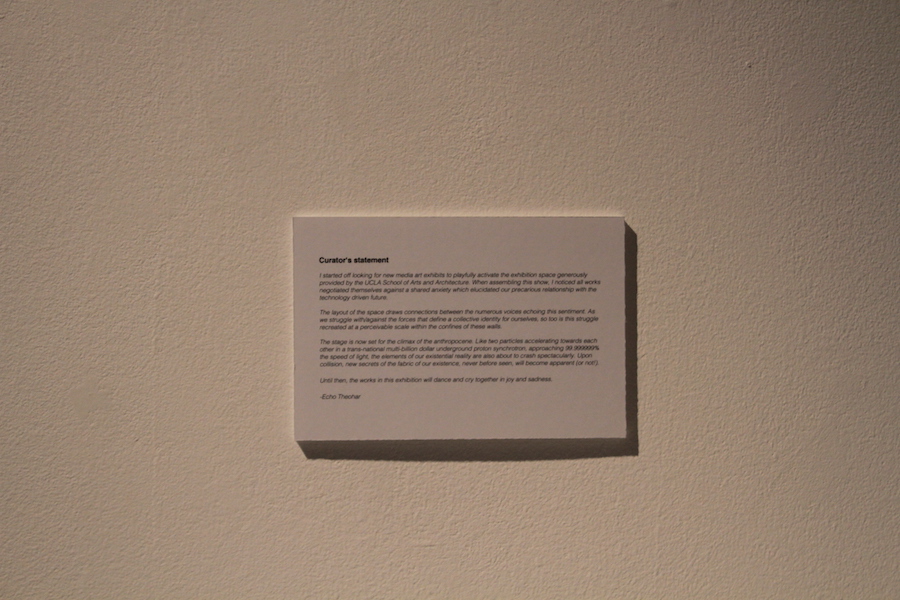 Curator's statement
I started off looking for new media art exhibits to playfully activate the exhibition space generously
provided by the UCLA School of Arts and Architecture. When assembling this show, I noticed all works
negotiated themselves against a shared anxiety which elucidated our precarious relationship with the
technology driven future.
The layout of the space draws connections between the numerous voices echoing this sentiment. As
we struggle with/against the forces that define a collective identity for ourselves, so too is this struggle
recreated at a perceivable scale within the confines of these walls.
The stage is now set for the climax of the anthropocene. Like two particles accelerating towards each
other in a trans-national multi-billion dollar underground proton synchrotron, approaching 99.999999%
the speed of light, the elements of our existential reality are also about to crash spectacularly. Upon
collision, new secrets of the fabric of our existence, never before seen, will become apparent (or not!).
Until then, the works in this exhibition will dance and cry together in joy and sadness.
-Echo Theohar